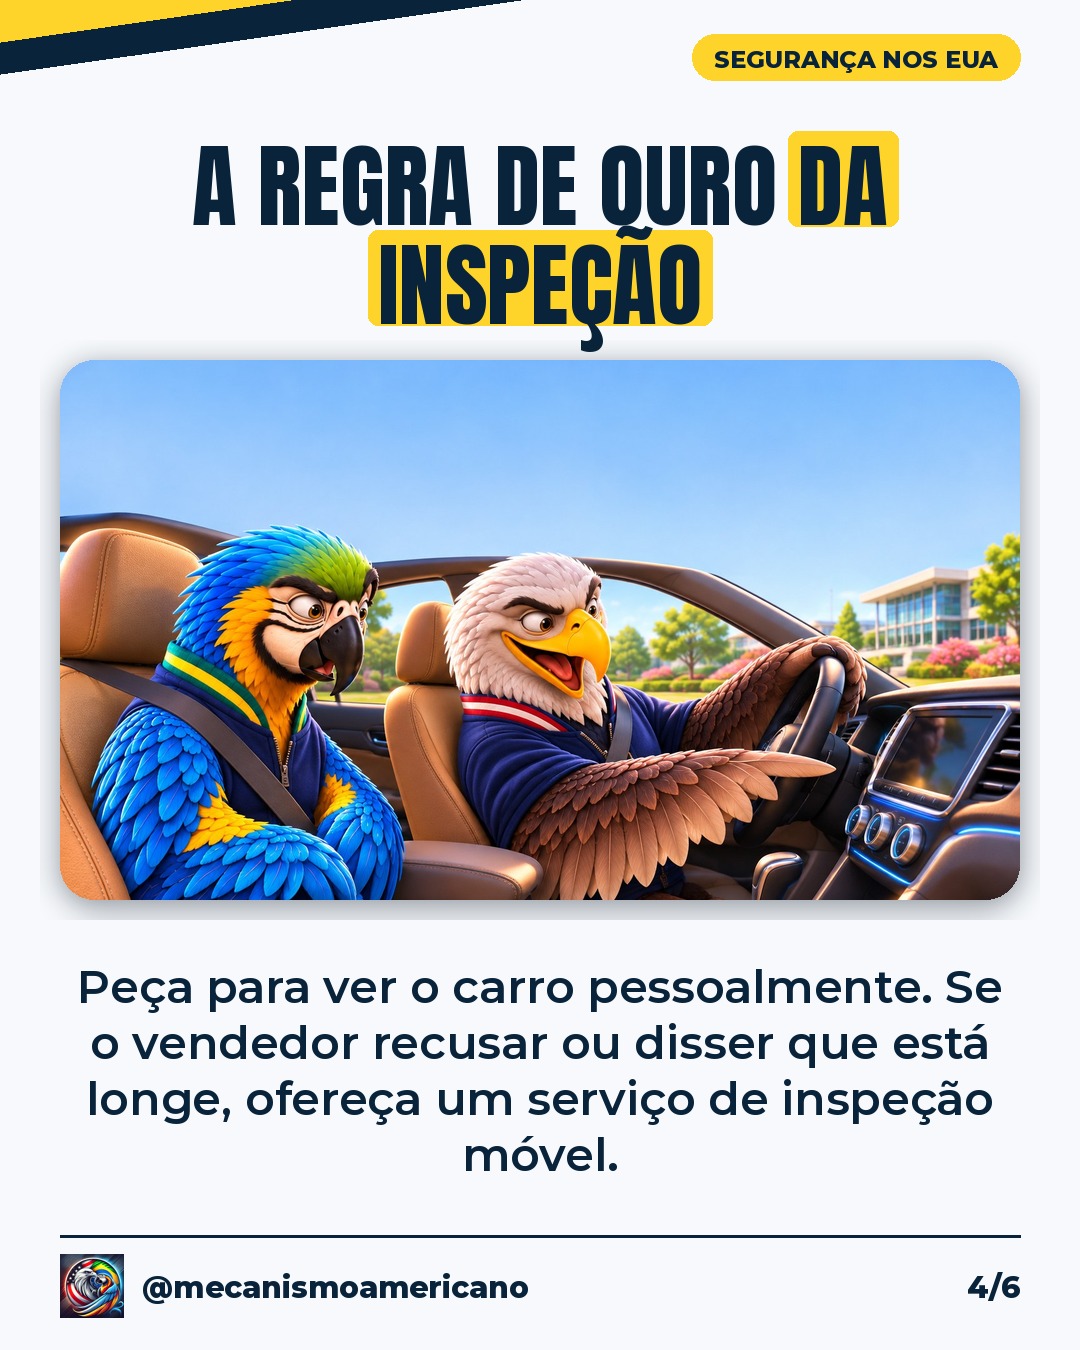 SEGURANÇA NOS EUA
A REGRA DE OURO DA
INSPEÇÃO
Peça para ver o carro pessoalmente. Se
o vendedor recusar ou disser que está
longe, ofereça um serviço de inspeção
móvel.
@mecanismoamericano
4/6